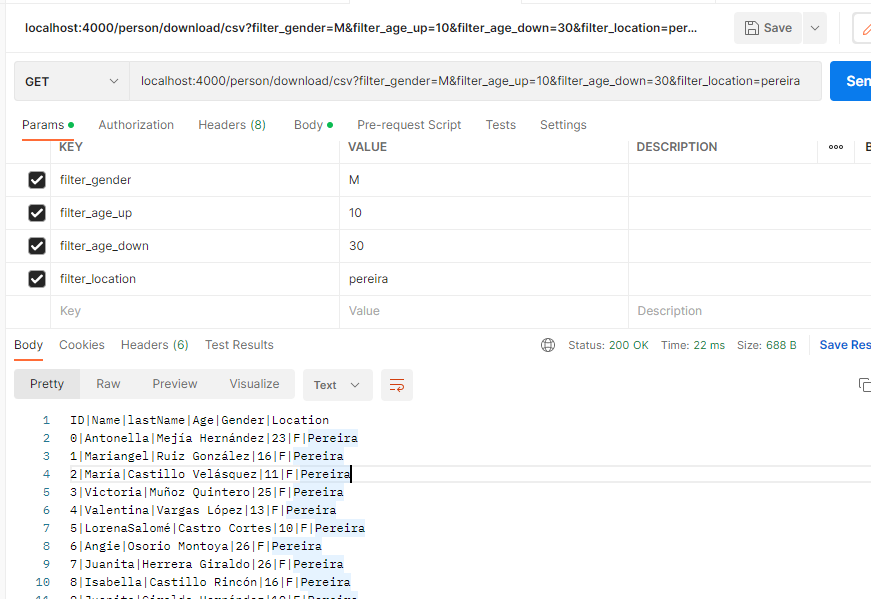 localhost:4000/person/download/csv?filter_gender=M&filter_age_up=10&filter_age_down=30&filter_location=per...
Save
GET
localhost:4000/person/download/csv?filter_gender=M&filter_age_up=10&filter_age_down=30&filter_location=pereira
Sen
Params Authorization Headers (8) Body Pre-request Script Tests Settings
KEY VALUE DESCRIPTION ooo B
filter_gender M
filter_age_up 10
filter_age_down 30
filter_location pereira
Key Value Description
Body Cookies Headers (6) Test Results Status: 200 OK Time: 22 ms Size: 688 B Save Res
Pretty Raw Preview Visualize Text
1 ID|Name|lastName|Age|Gender|Location
2 0|Antonella|Mejía Hernández|23|F|Pereira
3 1|Mariangel|Ruiz González|16|F|Pereira
4 2|María|Castillo Velásquez|11|F|Pereira
5 3|Victoria|Muñoz Quintero|25|F|Pereira
6 4|Valentina|Vargas López|13|F|Pereira
7 5|LorenaSalomé|Castro Cortes|10|F|Pereira
8 6|Angie|Osorio Montoya|26|F|Pereira
9 7|Juanita|Herrera Giraldo|26|F|Pereira
10 8|Isabella|Castillo Rincón|16|F|Pereira